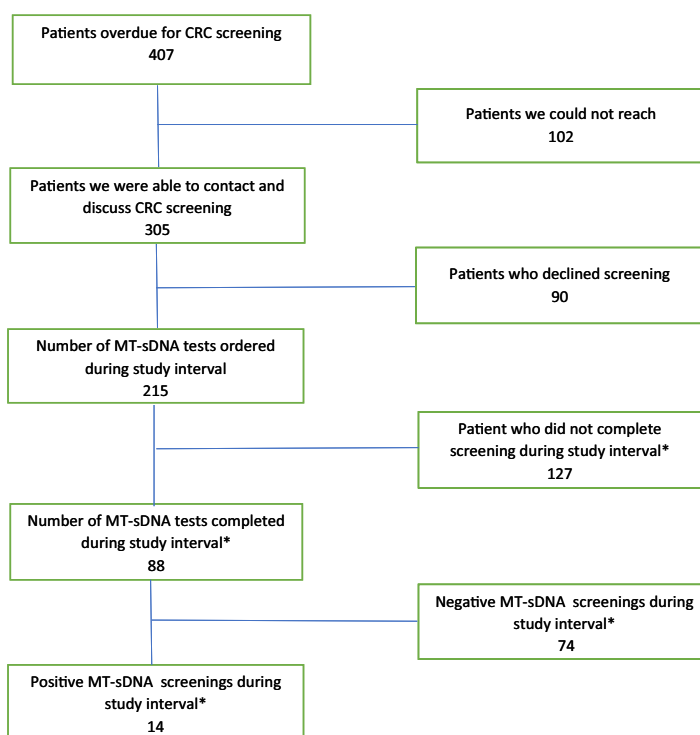 Patients overdue for CRC screening
407
Patients we could not reach
102
Patients we were able to contact and
discuss CRC screening
305
Patients who declined screening
90
Number of MT-sDNA tests ordered
during study interval
215
Patient who did not complete
screening during study interval*
127
Number of MT-sDNA tests completed
during study interval*
88
Negative MT-sDNA screenings during
study interval*
74
Positive MT-sDNA screenings during
study interval*
14